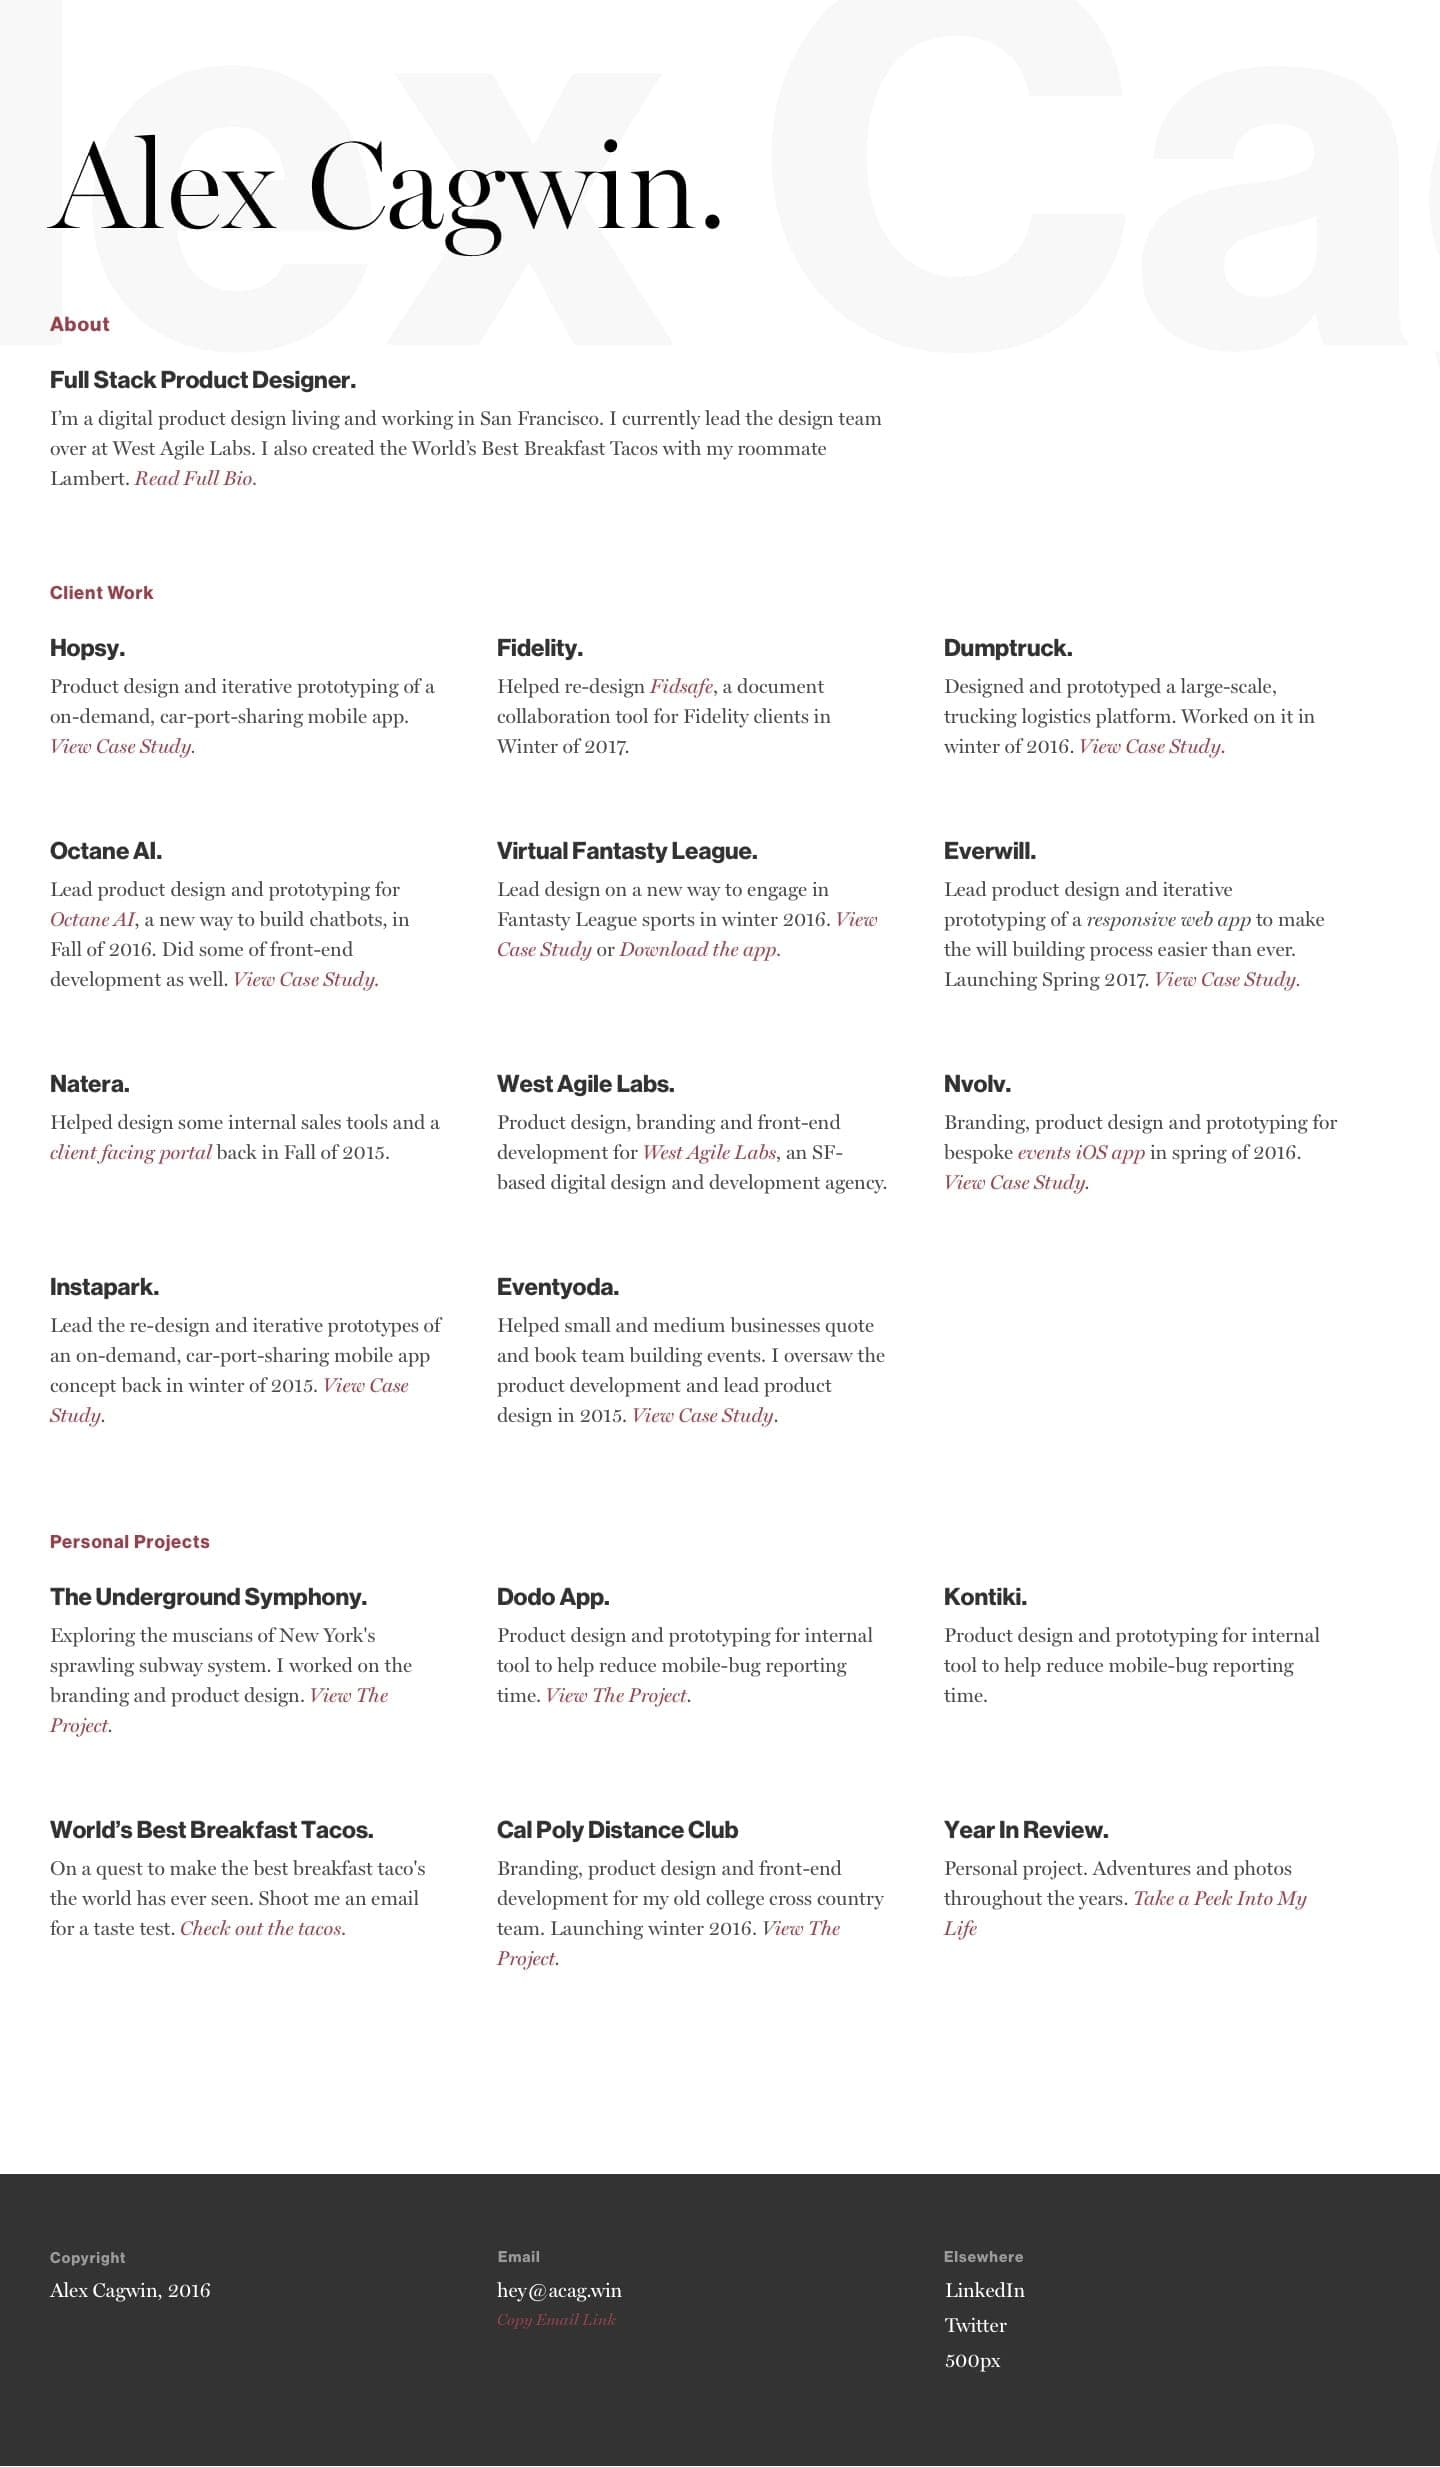 lex Ca
Alex Cagwin.
About
Full Stack Product Designer.
I’m a digital product design living and working in San Francisco. I currently lead the design team
over at West Agile Labs. I also created the World’s Best Breakfast Tacos with my roommate
Lambert. Read Full Bio.
Client Work
Hopsy.
Product design and iterative prototyping of a
on-demand, car-port-sharing mobile app.
View Case Study.
Fidelity.
Helped re-design Fidsafe, a document
collaboration tool for Fidelity clients in
Winter of 2017.
Dumptruck.
Designed and prototyped a large-scale,
trucking logistics platform. Worked on it in
winter of 2016. View Case Study.
Octane AI.
Lead product design and prototyping for
Octane AI, a new way to build chatbots, in
Fall of 2016. Did some of front-end
development as well. View Case Study.
Virtual Fantasty League.
Lead design on a new way to engage in
Fantasty League sports in winter 2016. View
Case Study or Download the app.
Everwill.
Lead product design and iterative
prototyping of a responsive web app to make
the will building process easier than ever.
Launching Spring 2017. View Case Study.
Natera.
Helped design some internal sales tools and a
client facing portal back in Fall of 2015.
West Agile Labs.
Product design, branding and front-end
development for West Agile Labs, an SF-
based digital design and development agency.
Nvolv.
Branding, product design and prototyping for
bespoke events iOS app in spring of 2016.
View Case Study.
Instapark.
Lead the re-design and iterative prototypes of
an on-demand, car-port-sharing mobile app
concept back in winter of 2015. View Case
Study.
Eventyoda.
Helped small and medium businesses quote
and book team building events. I oversaw the
product development and lead product
design in 2015. View Case Study.
Personal Projects
The Underground Symphony.
Exploring the muscians of New York's
sprawling subway system. I worked on the
branding and product design. View The
Project.
Dodo App.
Product design and prototyping for internal
tool to help reduce mobile-bug reporting
time. View The Project.
Kontiki.
Product design and prototyping for internal
tool to help reduce mobile-bug reporting
time.
World’s Best Breakfast Tacos.
On a quest to make the best breakfast taco's
the world has ever seen. Shoot me an email
for a taste test. Check out the tacos.
Cal Poly Distance Club
Branding, product design and front-end
development for my old college cross country
team. Launching winter 2016. View The
Project.
Year In Review.
Personal project. Adventures and photos
throughout the years. Take a Peek Into My
Life
Copyright
Alex Cagwin, 2016
Email
hey@acag.win
Copy Email Link
Elsewhere
LinkedIn
Twitter
500px